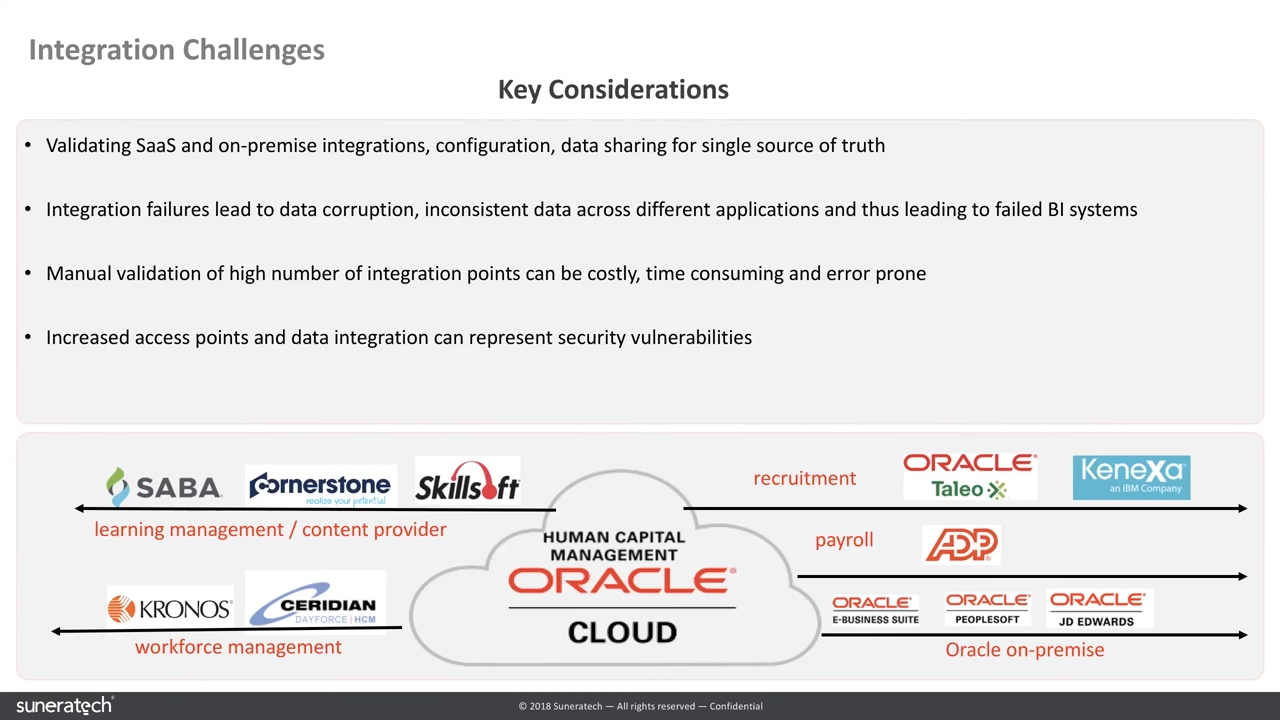 Integration Challenges
Key Considerations
• Validating SaaS and on-premise integrations, configuration, data sharing for single source of truth
• Integration failures lead to data corruption, inconsistent data across different applications and thus leading to failed BI systems
• Manual validation of high number of integration points can be costly, time consuming and error prone
• Increased access points and data integration can represent security vulnerabilities
SABA
Cornerstone
realize your potential
Skillsoft
learning management / content provider
KRONOS®
CERIDIAN
DAYFORCE | HCM
workforce management
HUMAN CAPITAL
MANAGEMENT
ORACLE®
CLOUD
recruitment
ORACLE®
Taleo
Kenexa
an IBM Company
payroll
ADP
ORACLE
E-BUSINESS SUITE
ORACLE
PEOPLESOFT
ORACLE®
JD EDWARDS
Oracle on-premise
suneratech
© 2018 Suneratech — All rights reserved — Confidential